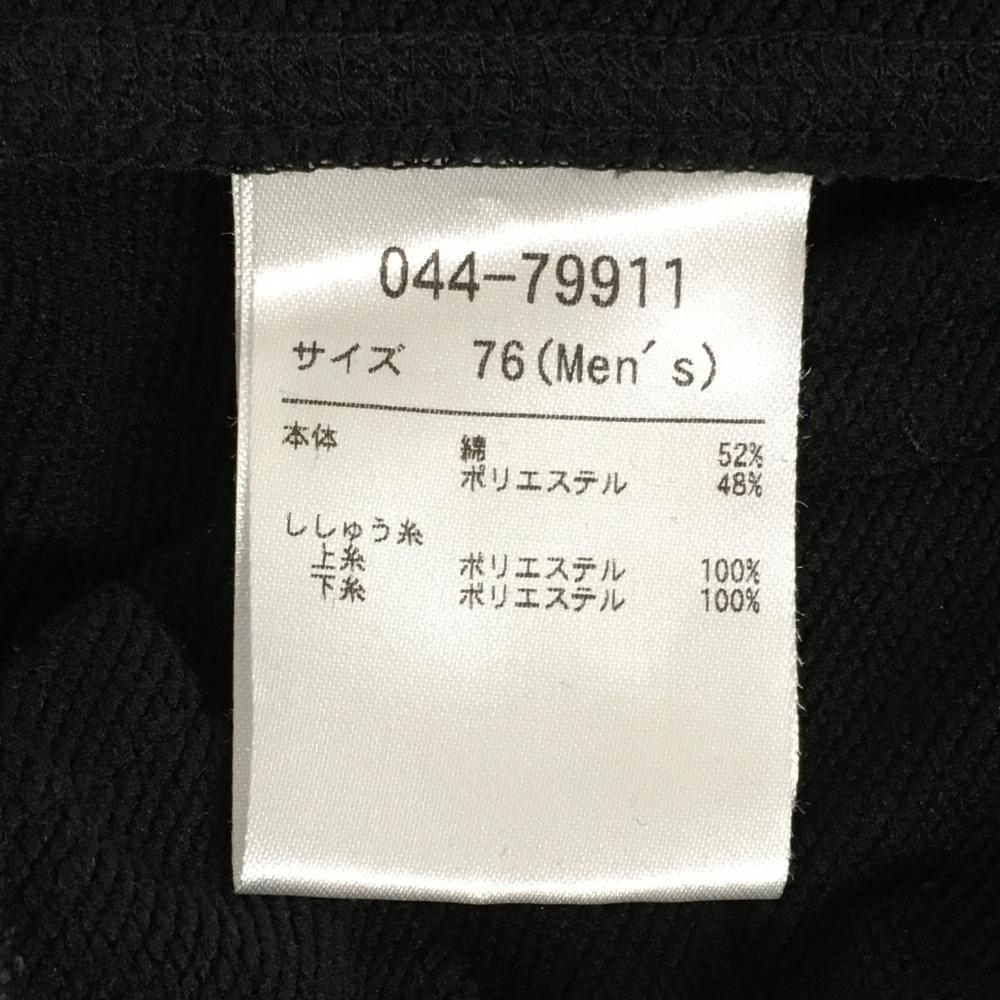 044-79911
サイズ 76(Men's)
本体 綿 52%
ポリエステル 48%
ししゅう糸
上糸 ポリエステル 100%
下糸 ポリエステル 100%